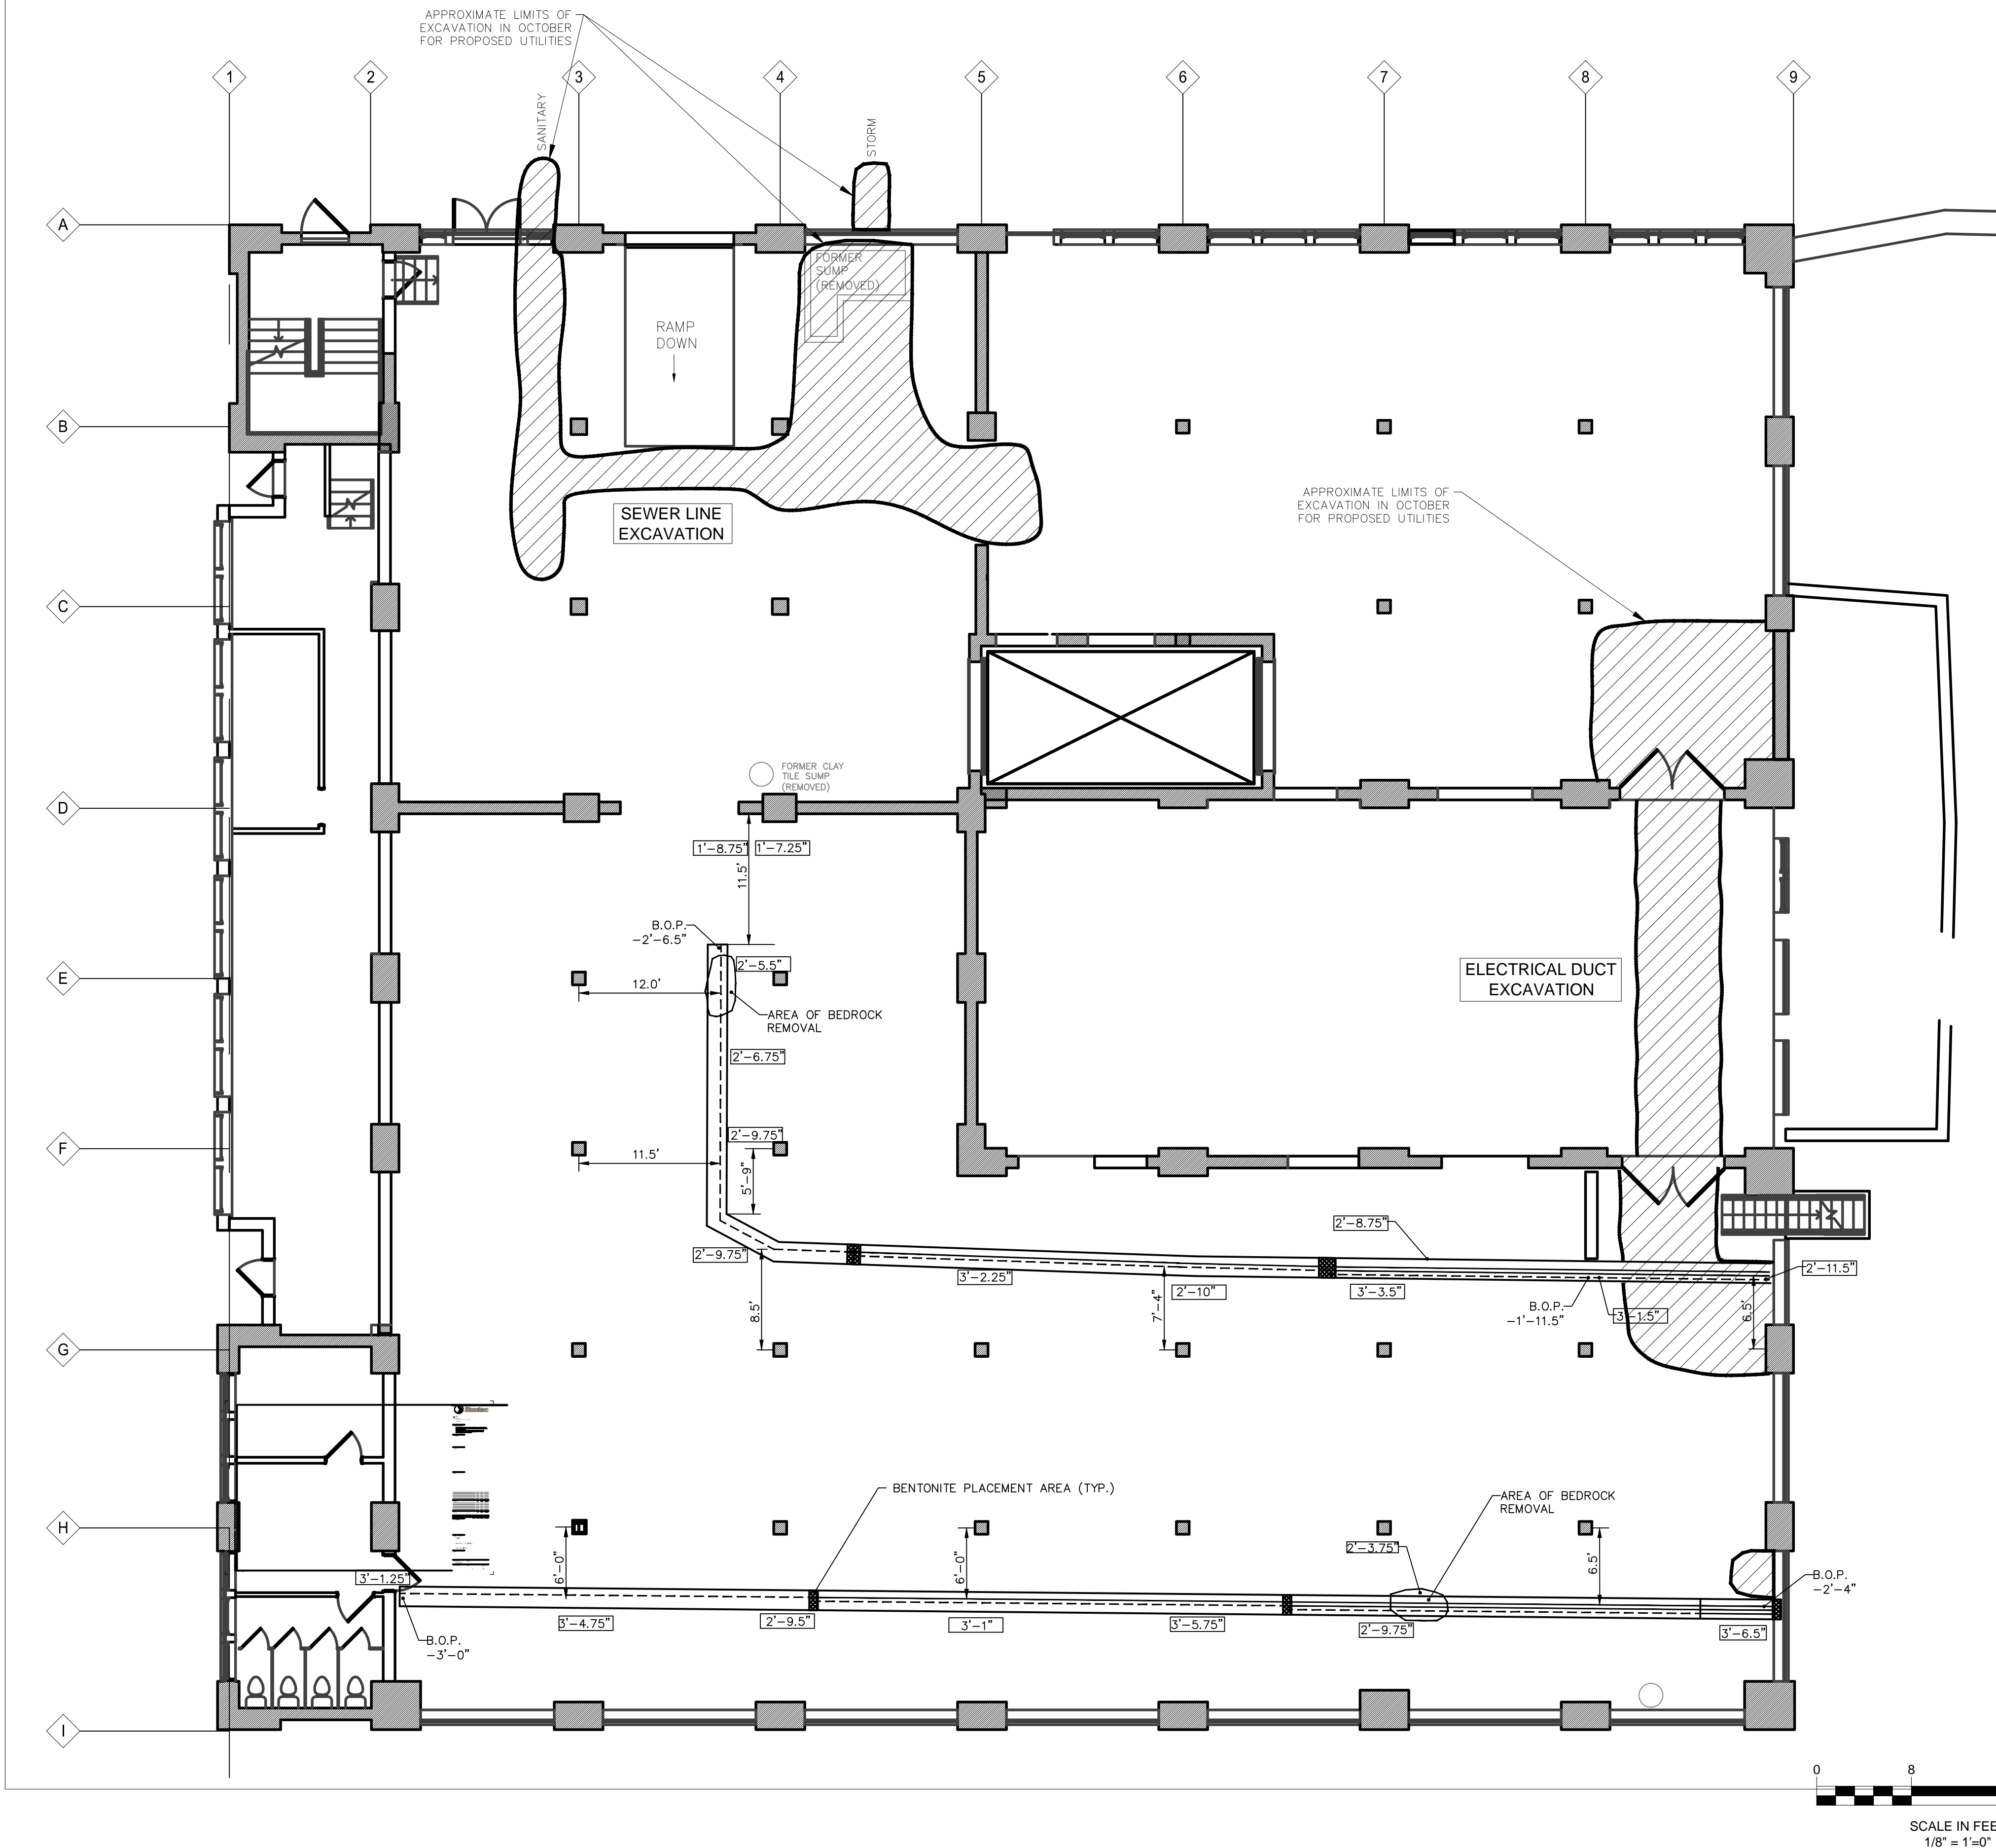 APPROXIMATE LIMITS OF
EXCAVATION IN OCTOBER
FOR PROPOSED UTILITIES
1
2
3
4
5
6
7
8
9
SANITARY
STORM
A
FORMER
SUMP
(REMOVED)
RAMP
DOWN
B
APPROXIMATE LIMITS OF
EXCAVATION IN OCTOBER
FOR PROPOSED UTILITIES
SEWER LINE
EXCAVATION
C
FORMER CLAY
TILE SUMP
(REMOVED)
D
1'-8.75"
1'-7.25"
11.5'
B.O.P.
-2'-6.5"
2'-5.5"
E
12.0'
ELECTRICAL DUCT
EXCAVATION
AREA OF BEDROCK
REMOVAL
2'-6.75"
2'-9.75"
F
11.5'
5'-9"
2'-8.75"
2'-9.75"
3'-2.25"
2'-11.5"
2'-10"
3'-3.5"
8.5'
7'-4"
B.O.P.
-1'-11.5"
3'-1.5"
6.5'
G
BENTONITE PLACEMENT AREA (TYP.)
AREA OF BEDROCK
REMOVAL
H
2'-3.75"
6'-0"
6'-0"
6.5'
3'-1.25"
B.O.P.
-2'-4"
3'-4.75"
2'-9.5"
3'-1"
3'-5.75"
2'-9.75"
3'-6.5"
B.O.P.
-3'-0"
I
0
8
SCALE IN FEE
1/8" = 1'=0"